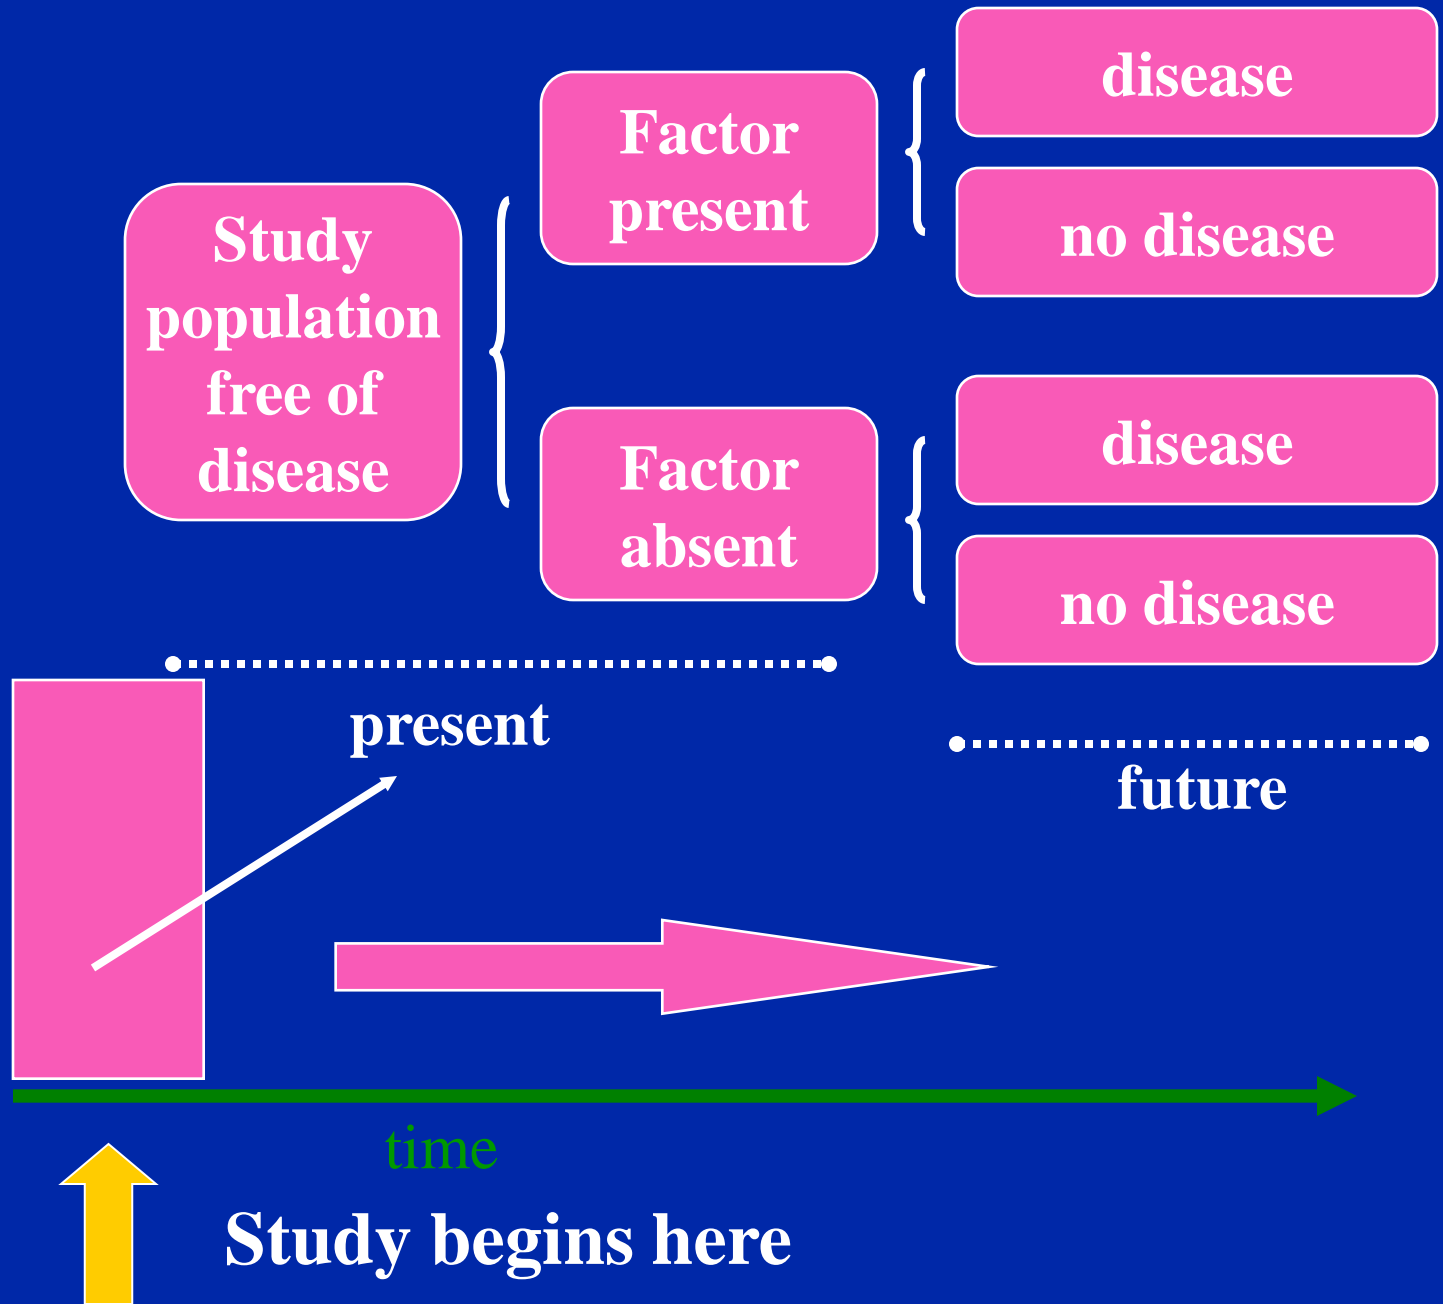 Study
population
free of
disease
Factor
present
Factor
absent
disease
no disease
disease
no disease
present
future
time
Study begins here